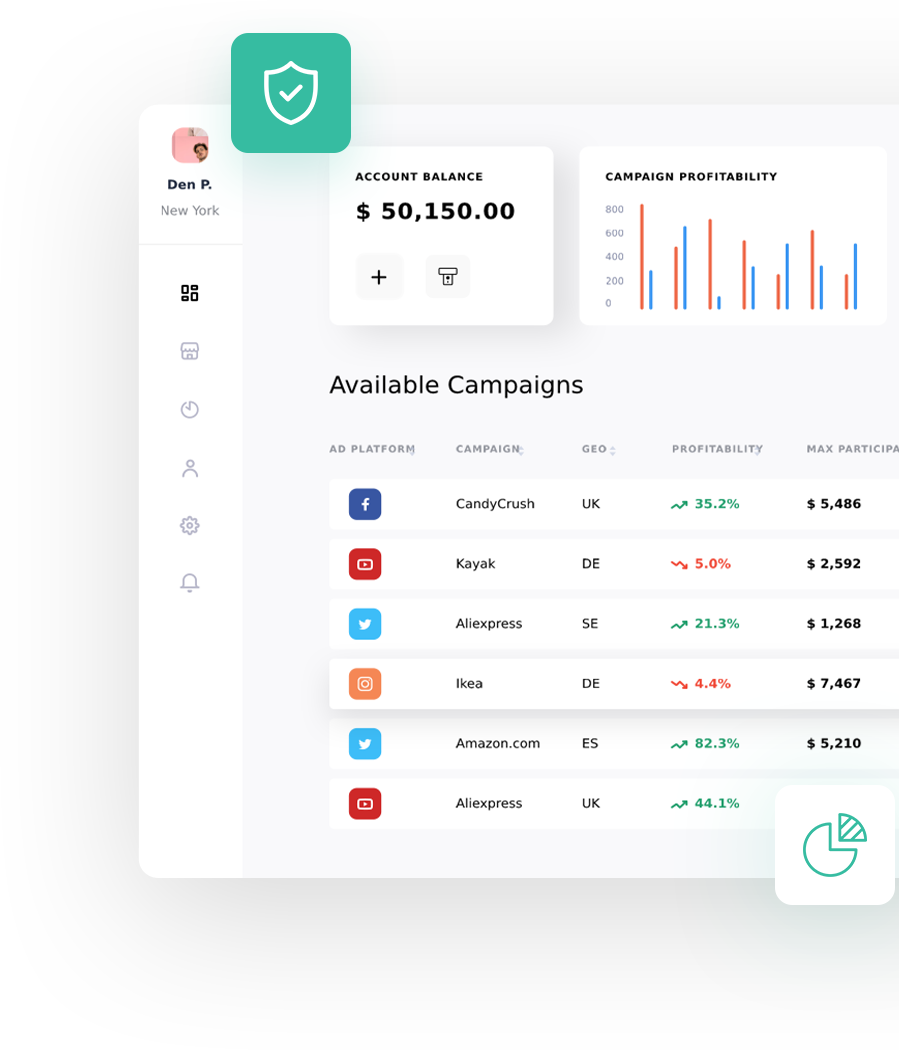 Den P.
New York
ACCOUNT BALANCE
$ 50,150.00
CAMPAIGN PROFITABILITY
800
600
400
200
0
Available Campaigns
AD PLATFORM CAMPAIGN GEO PROFITABILITY MAX PARTICIPA
CandyCrush UK 35.2% $ 5,486
Kayak DE 5.0% $ 2,592
Aliexpress SE 21.3% $ 1,268
Ikea DE 4.4% $ 7,467
Amazon.com ES 82.3% $ 5,210
Aliexpress UK 44.1%